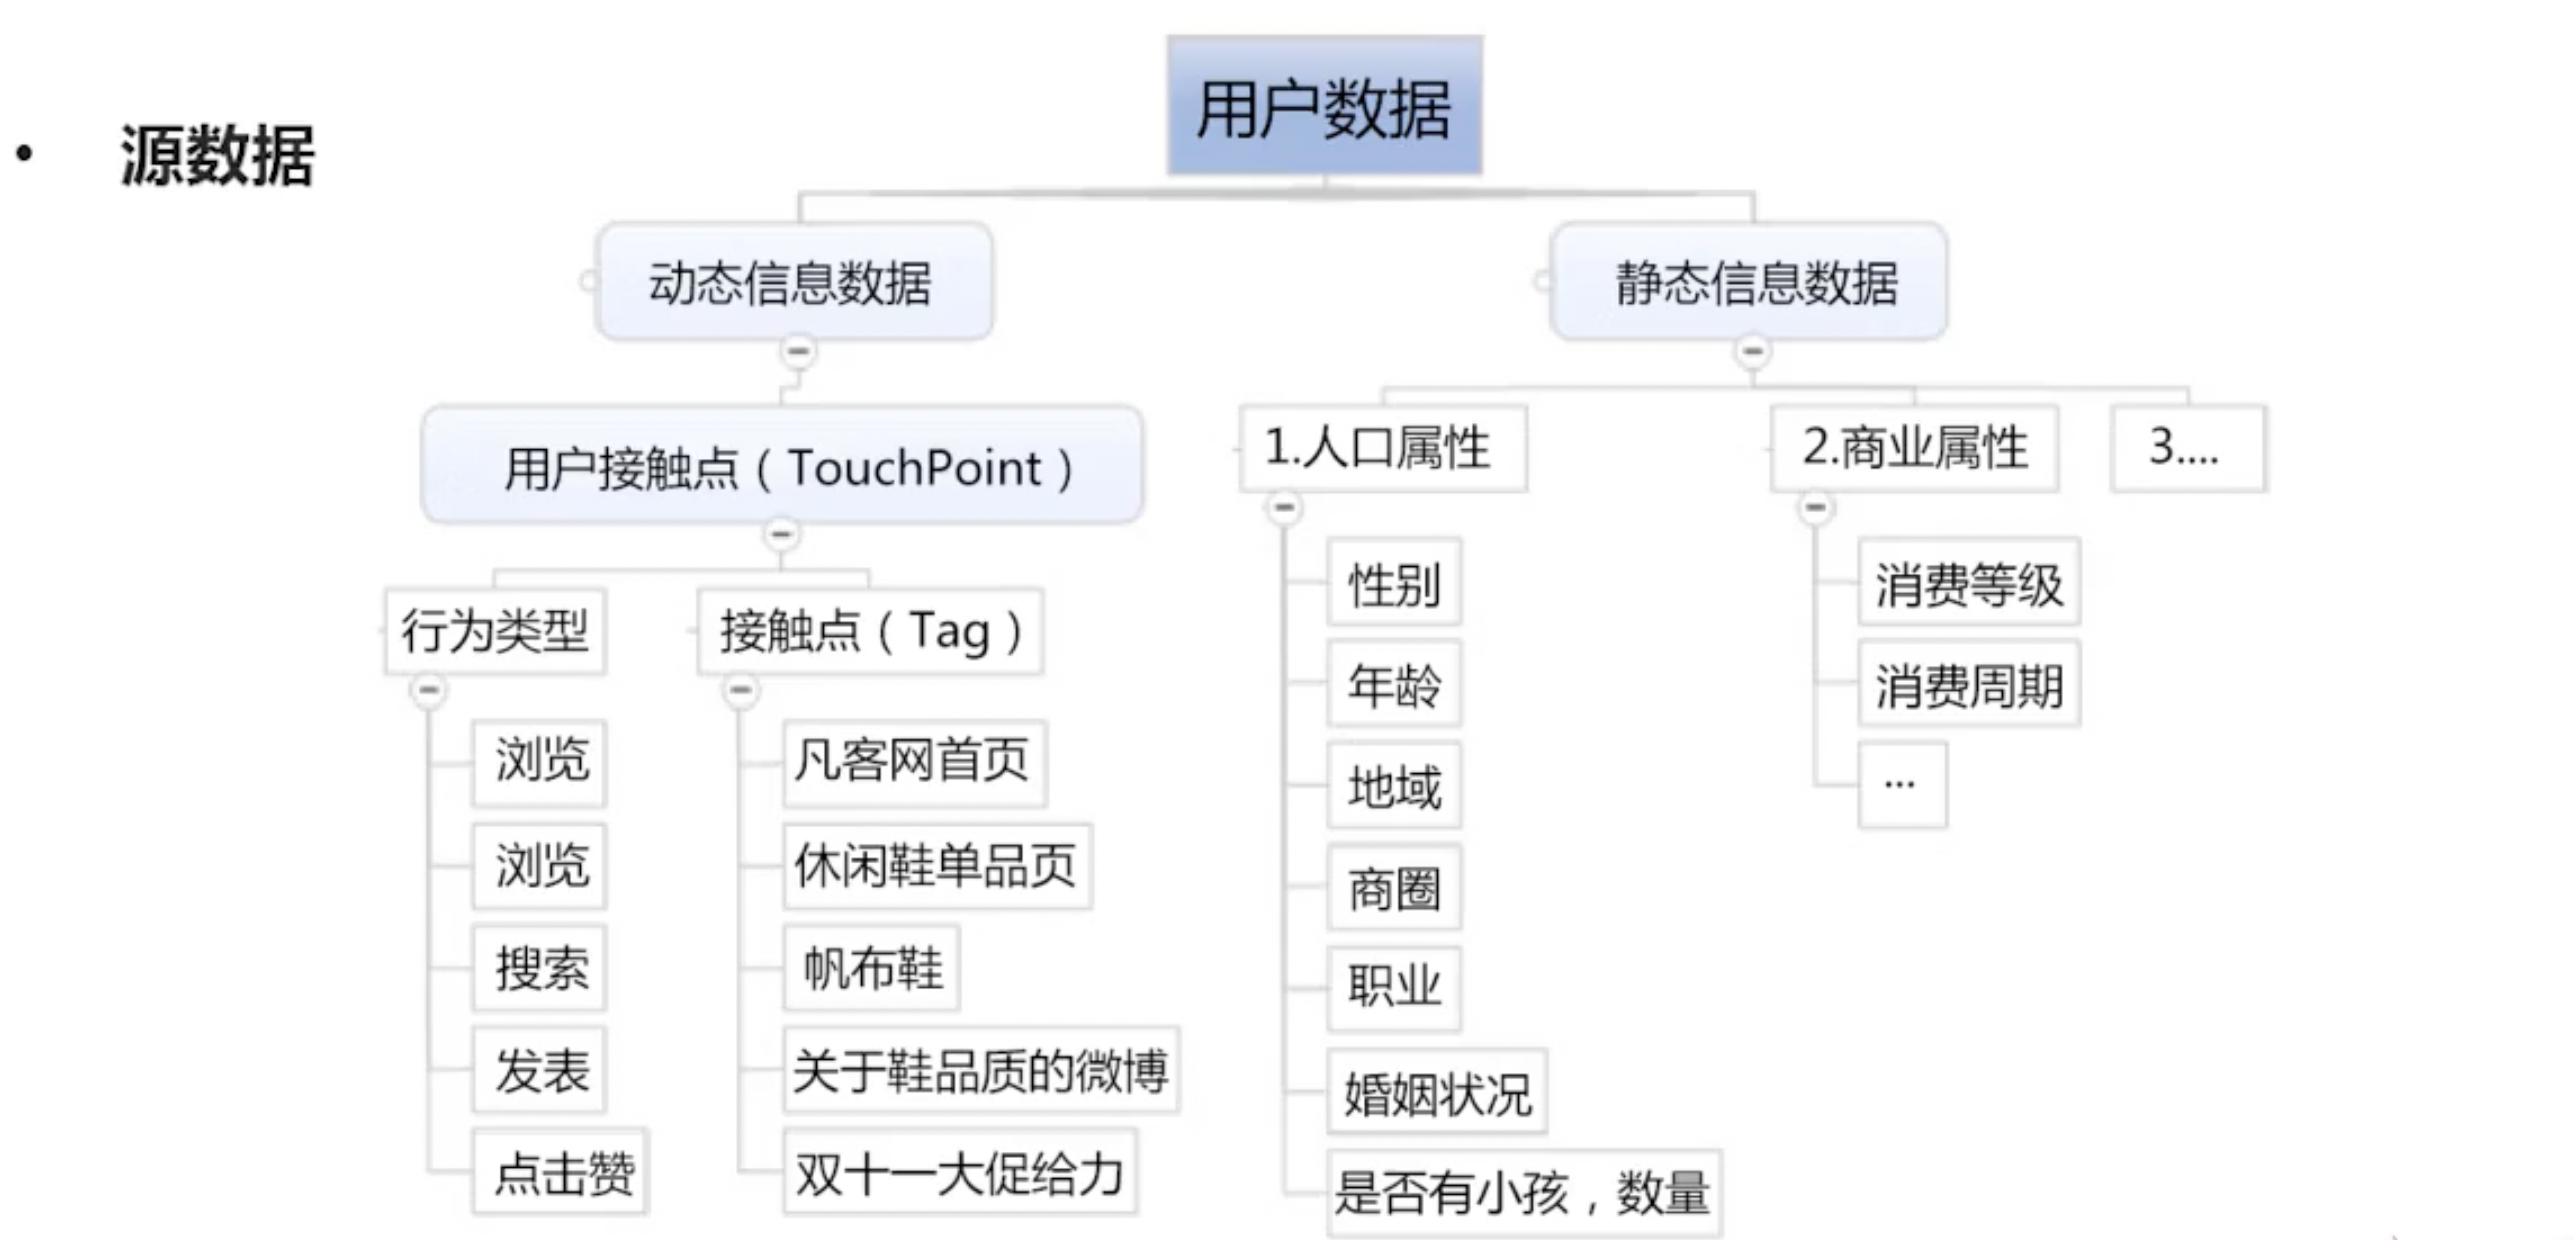 用户数据
• 源数据
动态信息数据
静态信息数据
用户接触点（TouchPoint）
1.人口属性
2.商业属性
3....
行为类型
接触点（Tag）
浏览
浏览
搜索
发表
点击赞
凡客网首页
休闲鞋单品页
帆布鞋
关于鞋品质的微博
双十一大促给力
性别
年龄
地域
商圈
职业
婚姻状况
是否有小孩，数量
消费等级
消费周期
...